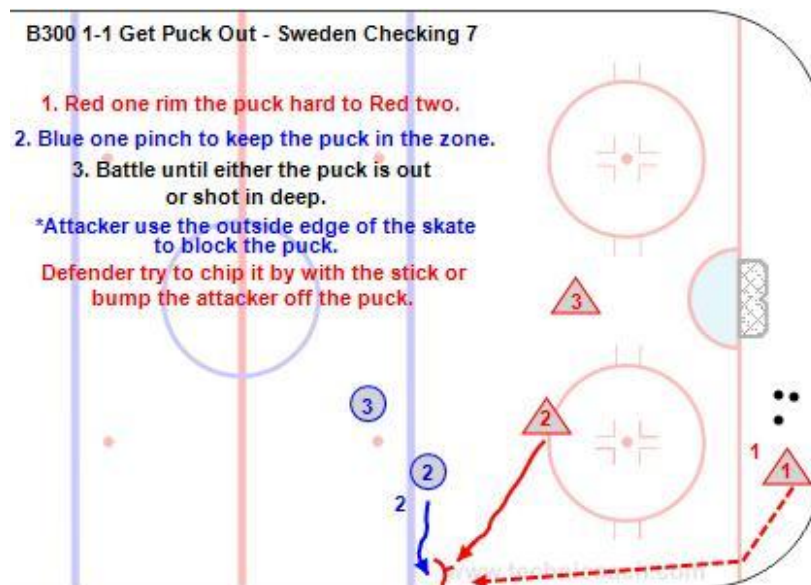 B300 1-1 Get Puck Out - Sweden Checking 7
1. Red one rim the puck hard to Red two.
2. Blue one pinch to keep the puck in the zone.
3. Battle until either the puck is out
or shot in deep.
*Attacker use the outside edge of the skate
to block the puck.
Defender try to chip it by with the stick or
bump the attacker off the puck.
3
3
2
2
2
1
1